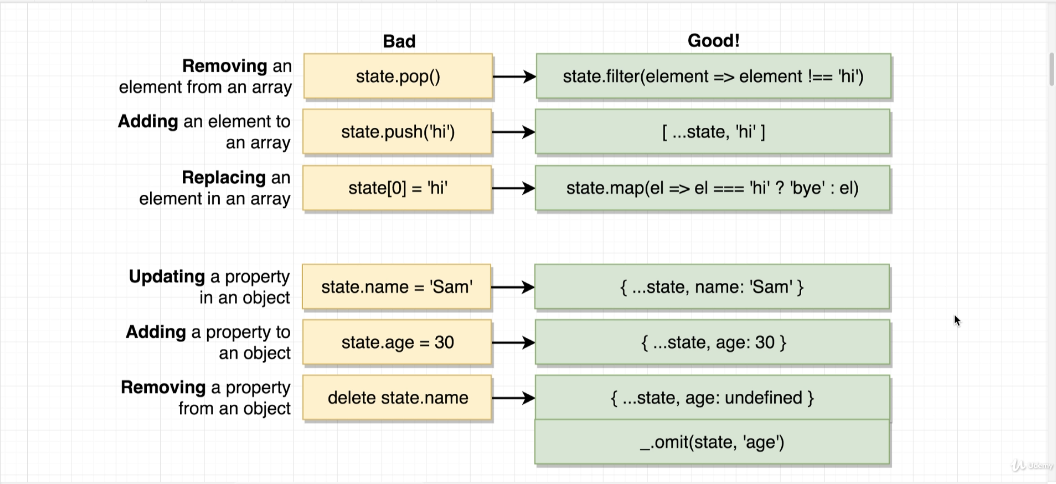 Bad
Good!
Removing an
element from an array
state.pop()
state.filter(element => element !== 'hi')
Adding an element to
an array
state.push('hi')
[ ...state, 'hi' ]
Replacing an
element in an array
state[0] = 'hi'
state.map(el => el === 'hi' ? 'bye' : el)
Updating a property
in an object
state.name = 'Sam'
{ ...state, name: 'Sam' }
Adding a property to
an object
state.age = 30
{ ...state, age: 30 }
Removing a property
from an object
delete state.name
{ ...state, age: undefined }
_.omit(state, 'age')
Udemy